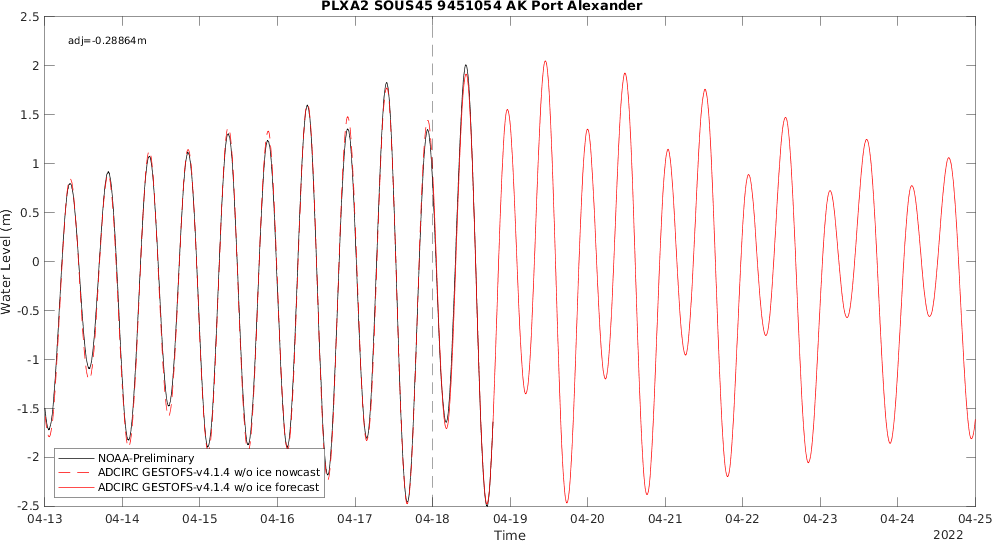 PLXA2 SOUS45 9451054 AK Port Alexander
adj=-0.28864m
2.5
2
1.5
1
0.5
0
-0.5
-1
-1.5
-2
-2.5
Water Level (m)
NOAA-Preliminary
ADCIRC GESTOFS-v4.1.4 w/o ice nowcast
ADCIRC GESTOFS-v4.1.4 w/o ice forecast
04-13 04-14 04-15 04-16 04-17 04-18 04-19 04-20 04-21 04-22 04-23 04-24 04-25
Time
2022